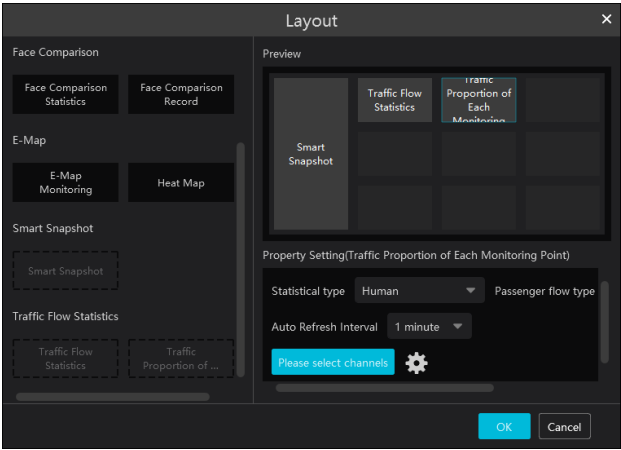 Layout
Face Comparison
Face Comparison
Statistics
Face Comparison
Record
E-Map
E-Map
Monitoring
Heat Map
Smart Snapshot
Smart Snapshot
Traffic Flow Statistics
Traffic Flow
Statistics
Traffic
Proportion of ...
Preview
Smart
Snapshot
Traffic Flow
Statistics
Traffic
Proportion of
Each
Monitoring
Property Setting(Traffic Proportion of Each Monitoring Point)
Statistical type Human Passenger flow type
Auto Refresh Interval 1 minute
Please select channels
OK Cancel